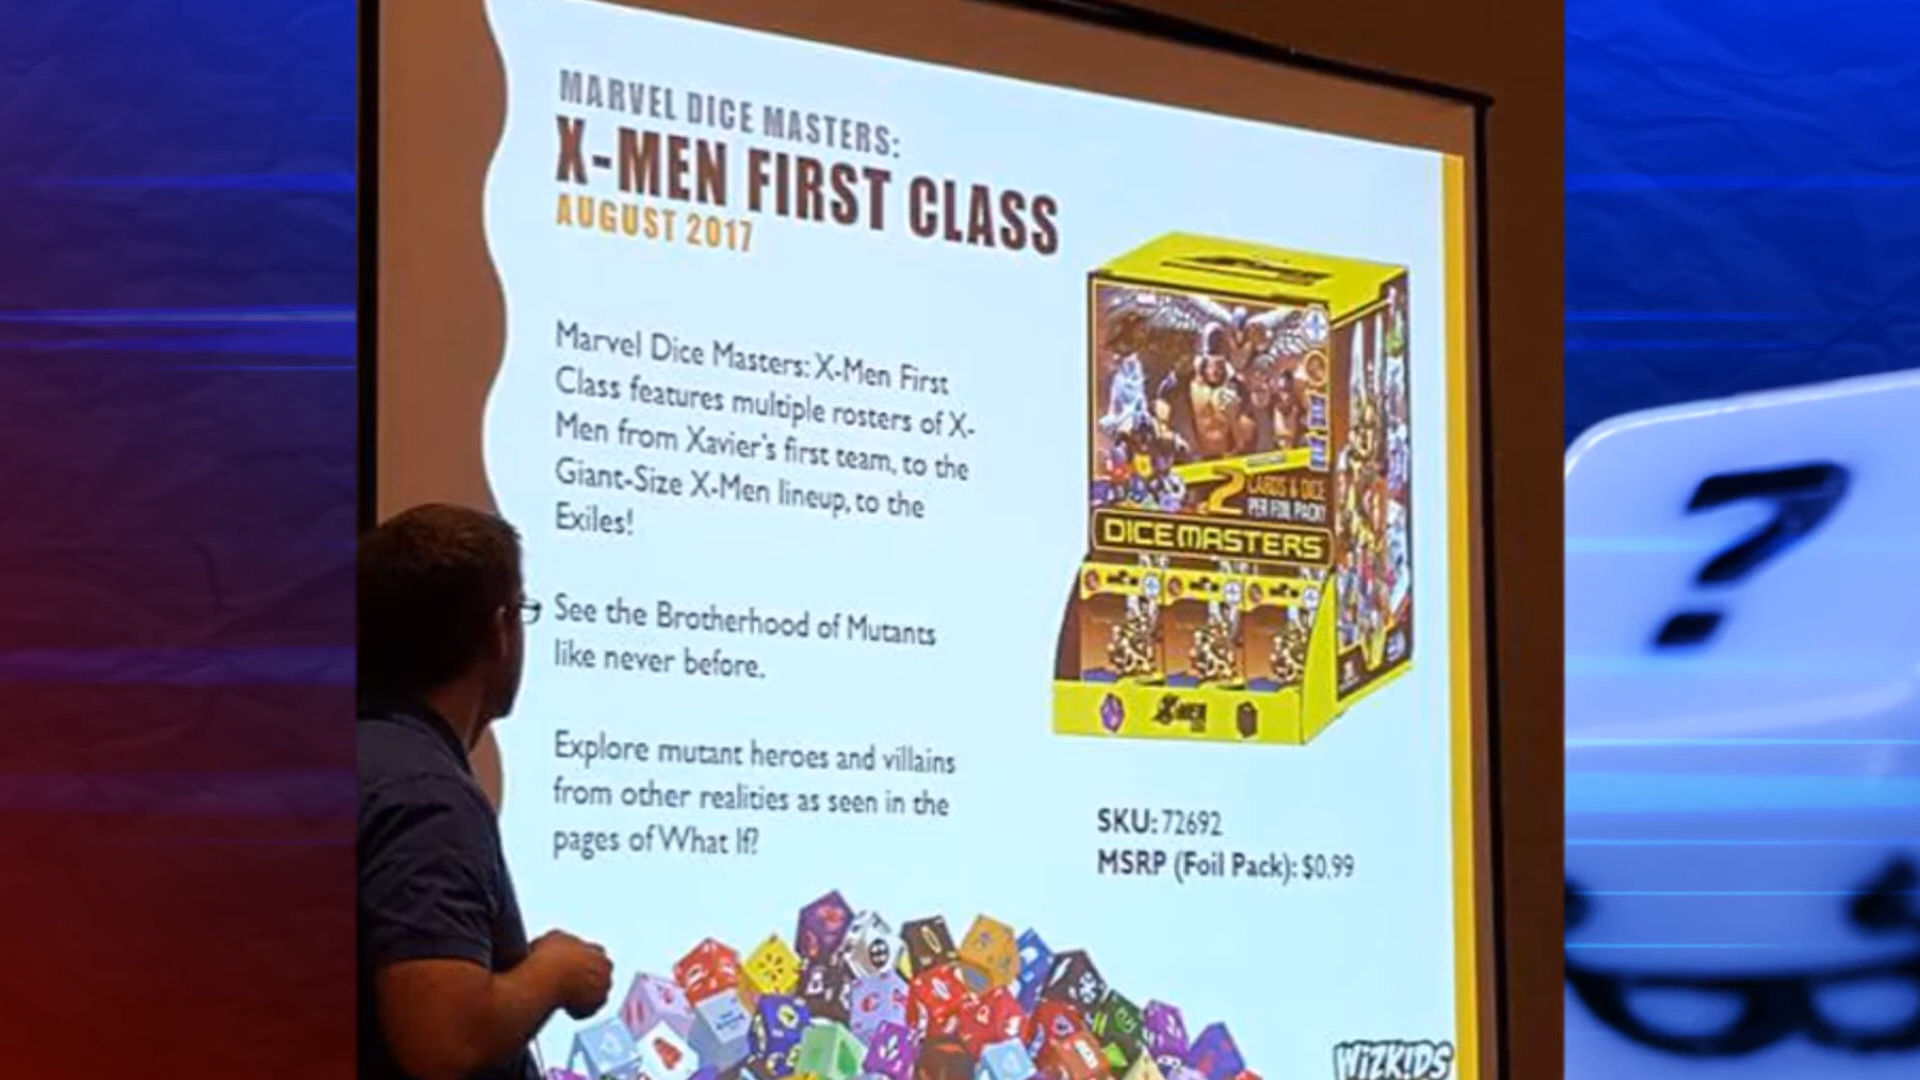 MARVEL DICE MASTERS:
X-MEN FIRST CLASS
AUGUST 2017
Marvel Dice Masters: X-Men First
Class features multiple rosters of X-
Men from Xavier's first team, to the
Giant-Size X-Men lineup, to the
Exiles!
See the Brotherhood of Mutants
like never before.
Explore mutant heroes and villains
from other realities as seen in the
pages of What If?
2 CARDS & DICE
PER FOIL PACK!
DICE MASTERS
X-MEN
SKU: 72692
MSRP (Foil Pack): $0.99
WIZKIDS
?